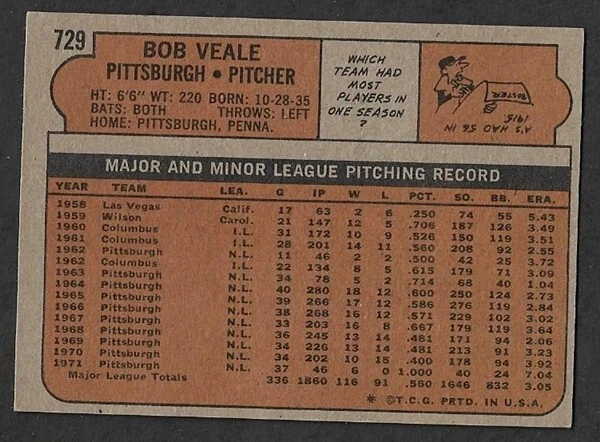 729
BOB VEALE
PITTSBURGH • PITCHER
HT: 6'6" WT: 220 BORN: 10-28-35
BATS: BOTH THROWS: LEFT
HOME: PITTSBURGH, PENNA.
WHICH
TEAM HAD
MOST
PLAYERS IN
ONE SEASON
?
A'S HAD 56 IN
1915
ROSTER
MAJOR AND MINOR LEAGUE PITCHING RECORD
YEAR TEAM LEA. G IP W L PCT. SO. BB. ERA.
1958 Las Vegas Calif. 17 63 2 6 .250 74 55 5.43
1959 Wilson Carol. 21 147 12 5 .706 187 126 3.49
1960 Columbus I.L. 31 172 10 9 .526 150 119 3.51
1961 Columbus I.L. 28 201 14 11 .560 208 92 2.55
1962 Pittsburgh N.L. 11 46 2 2 .500 42 25 3.72
1962 Columbus I.L. 22 134 8 5 .615 179 71 3.09
1963 Pittsburgh N.L. 34 78 5 2 .714 68 40 1.04
1964 Pittsburgh N.L. 40 280 18 12 .600 250 124 2.73
1965 Pittsburgh N.L. 39 266 17 12 .586 276 119 2.84
1966 Pittsburgh N.L. 38 268 16 12 .571 229 102 3.02
1967 Pittsburgh N.L. 33 203 16 8 .667 179 119 3.64
1968 Pittsburgh N.L. 36 245 13 14 .481 171 94 2.06
1969 Pittsburgh N.L. 34 226 13 14 .481 213 91 3.23
1970 Pittsburgh N.L. 34 202 10 15 .400 178 94 3.92
1971 Pittsburgh N.L. 37 46 6 0 1.000 40 24 7.04
Major League Totals 336 1860 116 91 .560 1646 832 3.05
* ©T.C.G. PRTD. IN U.S.A.